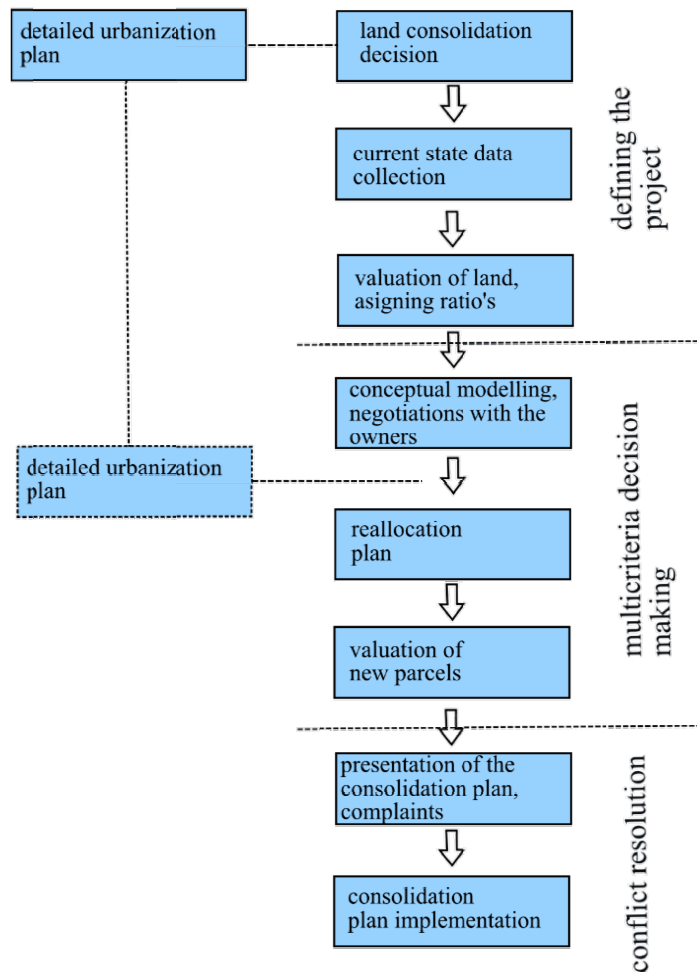 detailed urbanization
plan
land consolidation
decision
current state data
collection
valuation of land,
asigning ratio's
defining the
project
conceptual modelling,
negotiations with the
owners
detailed urbanization
plan
reallocation
plan
valuation of
new parcels
multicriteria decision
making
presentation of the
consolidation plan,
complaints
consolidation
plan implementation
conflict resolution